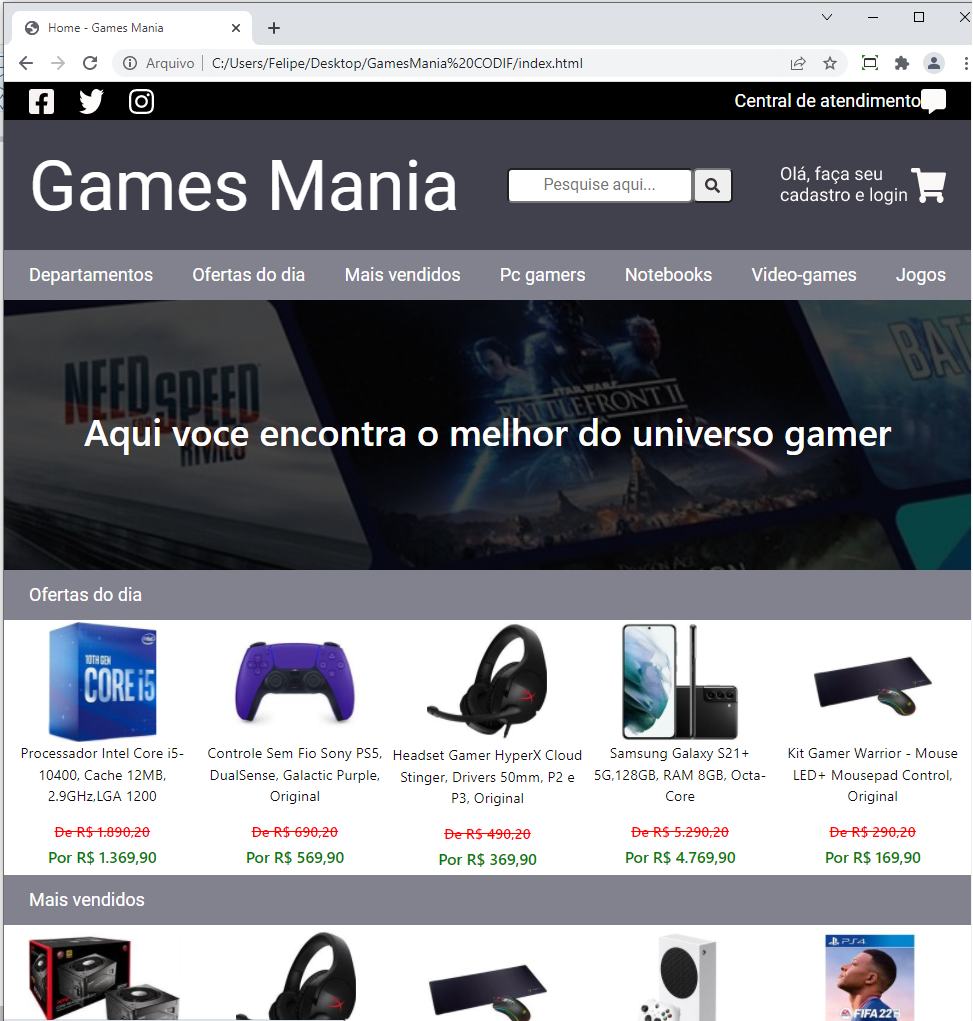 Home - Games Mania
Arquivo
C:/Users/Felipe/Desktop/GamesMania%20CODIF/index.html
Central de atendimento
Games Mania
Pesquise aqui...
Olá, faça seu
cadastro e login
Departamentos
Ofertas do dia
Mais vendidos
Pc gamers
Notebooks
Video-games
Jogos
NEED FOR SPEED
RIVALS
STAR WARS
BATTLEFRONT II
Aqui voce encontra o melhor do universo gamer
Ofertas do dia
intel
10TH GEN
CORE i5
Processador Intel Core i5-
10400, Cache 12MB,
2.9GHz,LGA 1200
De R$ 1.890,20
Por R$ 1.369,90
Controle Sem Fio Sony PS5,
DualSense, Galactic Purple,
Original
De R$ 690,20
Por R$ 569,90
Headset Gamer HyperX Cloud
Stinger, Drivers 50mm, P2 e
P3, Original
De R$ 490,20
Por R$ 369,90
Samsung Galaxy S21+
5G,128GB, RAM 8GB, Octa-
Core
De R$ 5.290,20
Por R$ 4.769,90
Kit Gamer Warrior - Mouse
LED+ Mousepad Control,
Original
De R$ 290,20
Por R$ 169,90
Mais vendidos
PS4
FIFA 22